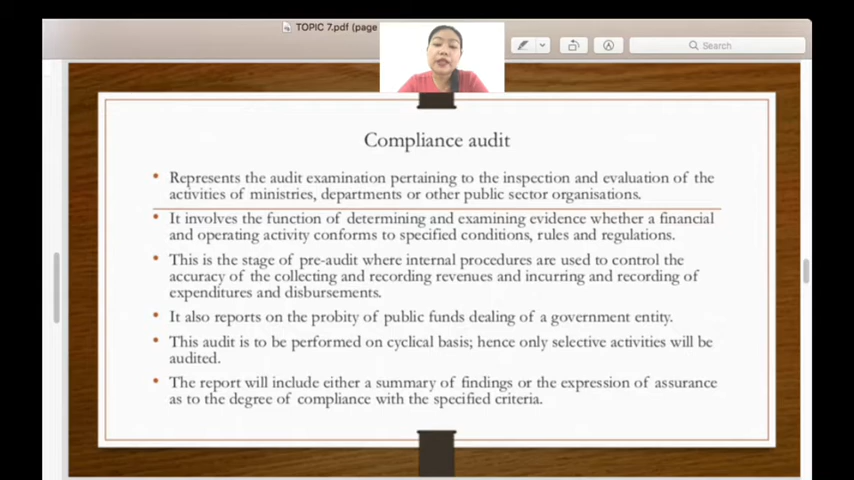 TOPIC 7.pdf (page
Search
Compliance audit
• Represents the audit examination pertaining to the inspection and evaluation of the
activities of ministries, departments or other public sector organisations.
• It involves the function of determining and examining evidence whether a financial
and operating activity conforms to specified conditions, rules and regulations.
• This is the stage of pre-audit where internal procedures are used to control the
accuracy of the collecting and recording revenues and incurring and recording of
expenditures and disbursements.
• It also reports on the probity of public funds dealing of a government entity.
• This audit is to be performed on cyclical basis; hence only selective activities will be
audited.
• The report will include either a summary of findings or the expression of assurance
as to the degree of compliance with the specified criteria.